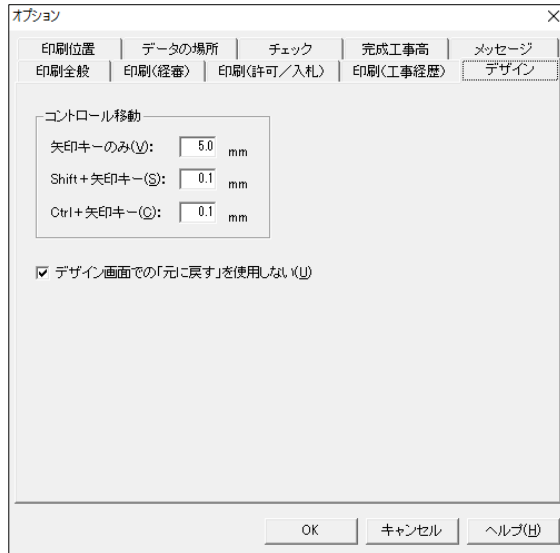 オプション
印刷位置 データの場所 チェック 完成工事高 メッセージ
印刷全般 印刷(経審) 印刷(許可／入札) 印刷(工事経歴) デザイン
コントロール移動
矢印キーのみ(V): 5.0 mm
Shift+矢印キー(S): 0.1 mm
Ctrl+矢印キー(C): 0.1 mm
デザイン画面での「元に戻す」を使用しない(U)
OK キャンセル ヘルプ(H)